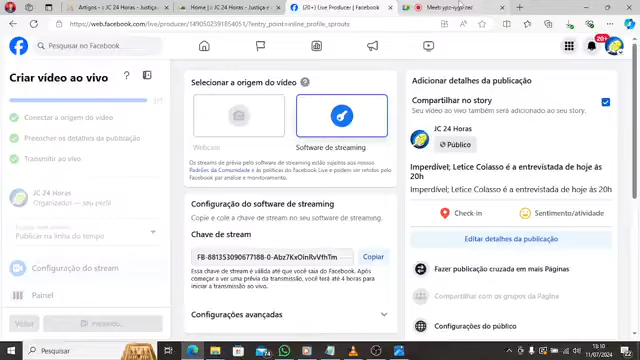 Artigos - :: JC 24 Horas - Justiça
Home | :: JC 24 Horas - Justiça e
(20+) Live Producer | Facebook
https://web.facebook.com/live/producer/1490502391854051/?entry_point=inline_profile_sprouts
Pesquisar no Facebook
20+
Criar vídeo ao vivo
Conectar a origem do vídeo
Preencher os detalhes da publicação
Transmitir ao vivo
JC 24 Horas
Organizador — seu perfil
Publicar na linha do tempo
Configuração do stream
Painel
Voltar
Selecionar a origem do vídeo
Webcam
Software de streaming
Os streams de prévia pelo software de streaming estão sujeitos aos nossos
Padrões da Comunidade e às políticas do Facebook Live e podem ser retidos pelo
Facebook para análise e monitoramento.
Configuração do software de streaming
Copie e cole a chave de stream no seu software de streaming.
Chave de stream
Copiar
Essa chave de stream é válida até que você saia do Facebook. Após
começar a ver uma prévia da transmissão, você terá até 4 horas para
iniciar a transmissão ao vivo.
Configurações avançadas
Adicionar detalhes da publicação
Compartilhar no story
Seu vídeo ao vivo também será adicionado ao seu story.
JC 24 Horas
Público
Imperdível; Letice Colasso é a entrevistada de hoje às
20h
Imperdível; Letice Colasso é a entrevistada de hoje às 20h
Check-in
Sentimento/atividade
Editar detalhes da publicação
Fazer publicação cruzada em mais Páginas
Compartilhar com os grupos da Página
Configurações do público
Pesquisar
18:10
11/07/2024